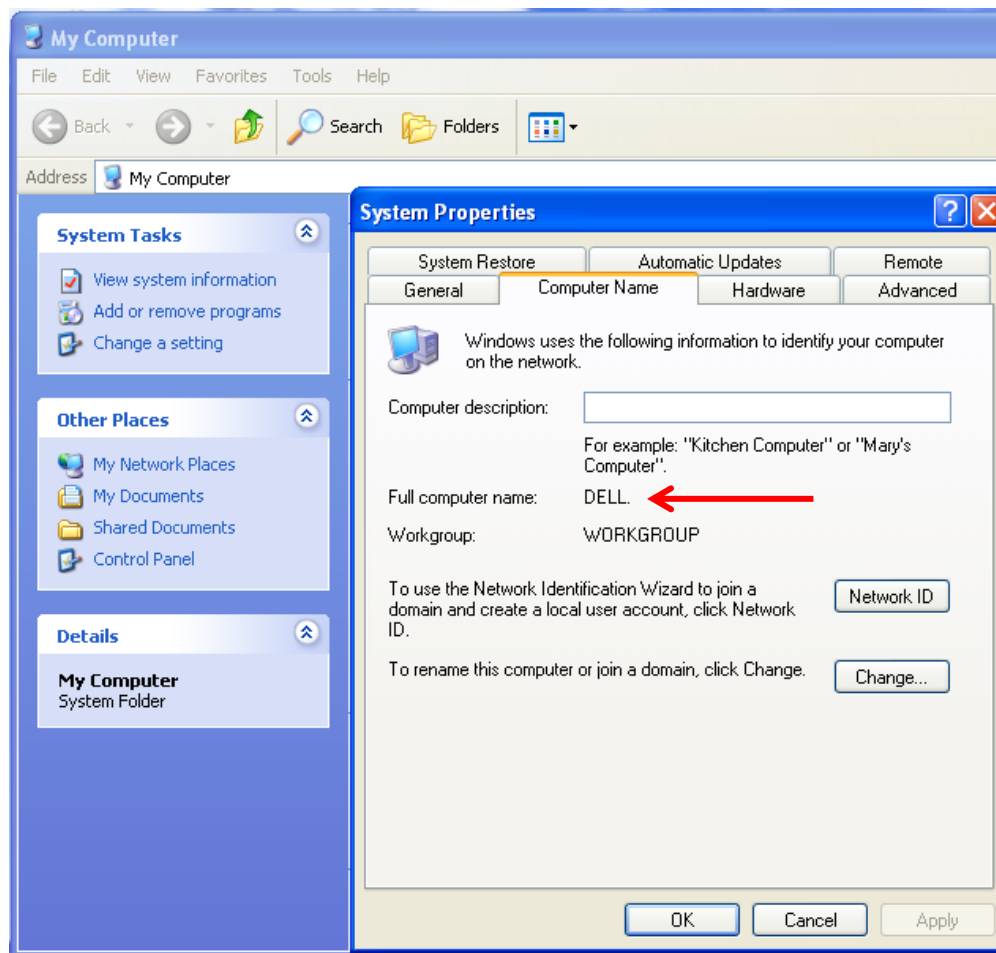 My Computer
File Edit View Favorites Tools Help
Back Search Folders
Address My Computer
System Tasks
View system information
Add or remove programs
Change a setting
Other Places
My Network Places
My Documents
Shared Documents
Control Panel
Details
My Computer
System Folder
System Properties
System Restore Automatic Updates Remote
General Computer Name Hardware Advanced
Windows uses the following information to identify your computer
on the network.
Computer description:
For example: "Kitchen Computer" or "Mary's
Computer".
Full computer name: DELL.
Workgroup: WORKGROUP
To use the Network Identification Wizard to join a
domain and create a local user account, click Network
ID.
Network ID
To rename this computer or join a domain, click Change.
Change...
OK Cancel Apply